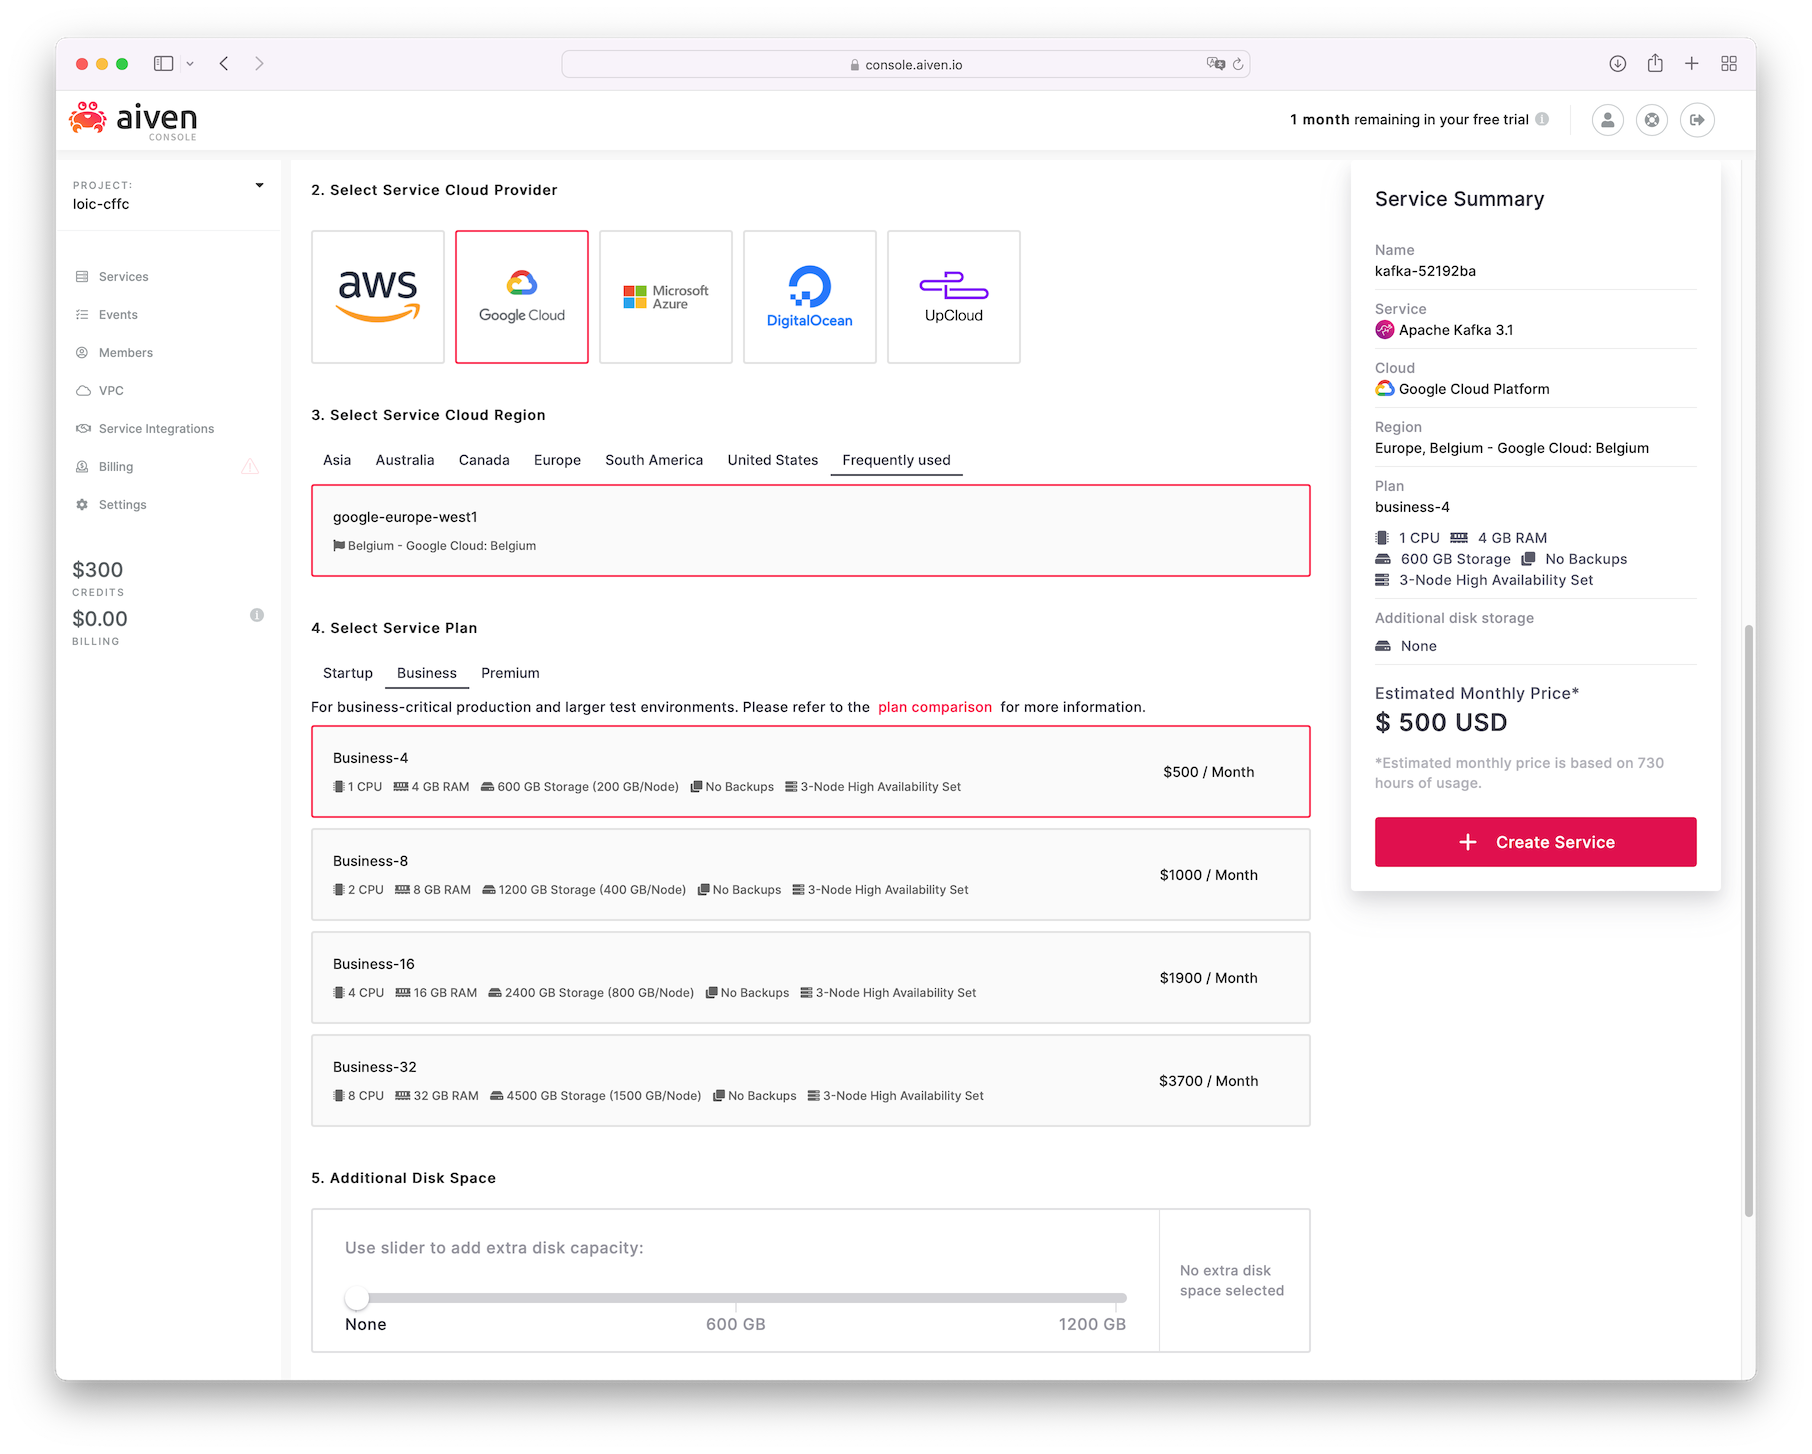 console.aiven.io
aiven
CONSOLE
1 month remaining in your free trial
PROJECT:
loic-cffc
Services
Events
Members
VPC
Service Integrations
Billing
Settings
$300
CREDITS
$0.00
BILLING
2. Select Service Cloud Provider
aws
Google Cloud
Microsoft
Azure
DigitalOcean
UpCloud
3. Select Service Cloud Region
Asia Australia Canada Europe South America United States Frequently used
google-europe-west1
Belgium - Google Cloud: Belgium
4. Select Service Plan
Startup Business Premium
For business-critical production and larger test environments. Please refer to the plan comparison for more information.
Business-4
1 CPU 4 GB RAM 600 GB Storage (200 GB/Node) No Backups 3-Node High Availability Set
$500 / Month
Business-8
2 CPU 8 GB RAM 1200 GB Storage (400 GB/Node) No Backups 3-Node High Availability Set
$1000 / Month
Business-16
4 CPU 16 GB RAM 2400 GB Storage (800 GB/Node) No Backups 3-Node High Availability Set
$1900 / Month
Business-32
8 CPU 32 GB RAM 4500 GB Storage (1500 GB/Node) No Backups 3-Node High Availability Set
$3700 / Month
5. Additional Disk Space
Use slider to add extra disk capacity:
None 600 GB 1200 GB
No extra disk
space selected
Service Summary
Name
kafka-52192ba
Service
Apache Kafka 3.1
Cloud
Google Cloud Platform
Region
Europe, Belgium - Google Cloud: Belgium
Plan
business-4
1 CPU 4 GB RAM
600 GB Storage No Backups
3-Node High Availability Set
Additional disk storage
None
Estimated Monthly Price*
$ 500 USD
*Estimated monthly price is based on 730
hours of usage.
+ Create Service